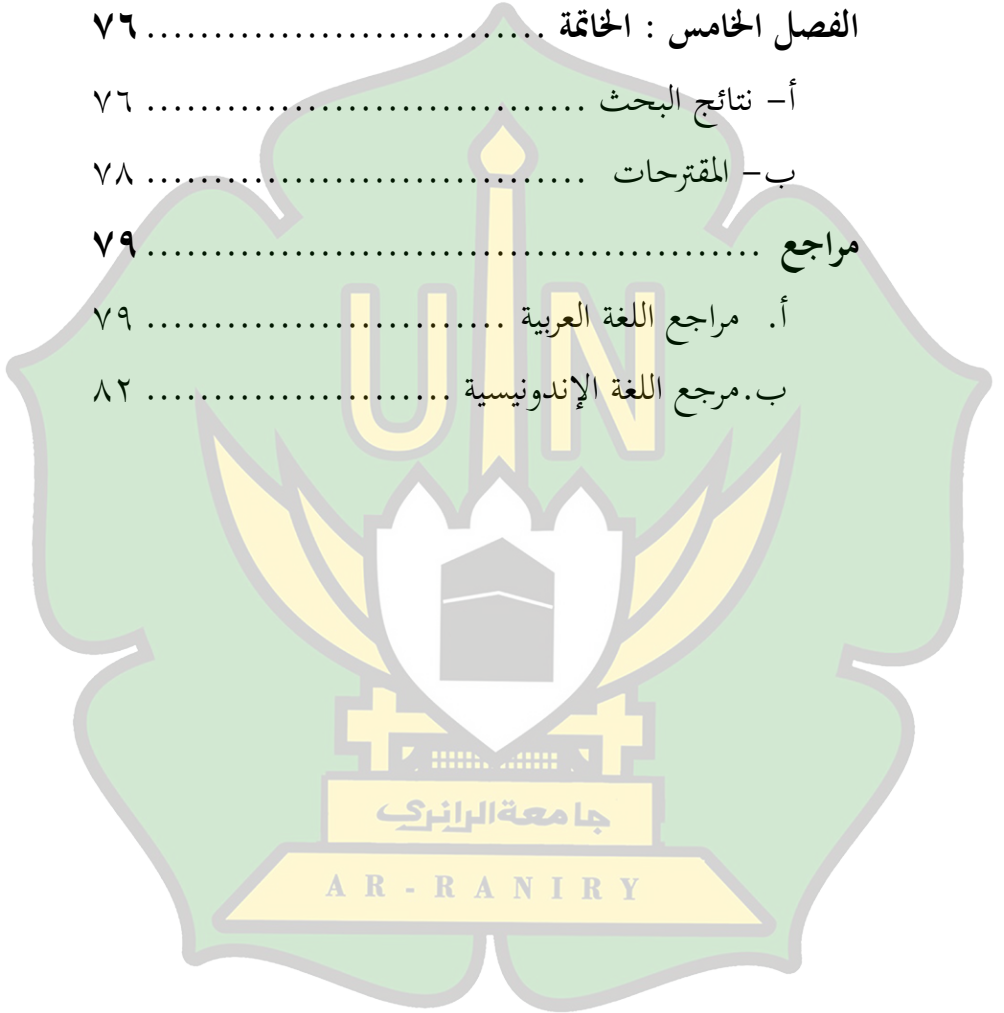 الفصل الخامس : الخاتمة .............................. ٧٦
أ– نتائج البحث ................................. ٧٦
ب– المقترحات ................................. ٧٨
مراجع .............................................. ٧٩
أ. مراجع اللغة العربية ........................... ٧٩
ب.مرجع اللغة الإندونيسية ....................... ٨٢
UIN
جامعةالرانري
AR-RANIRY